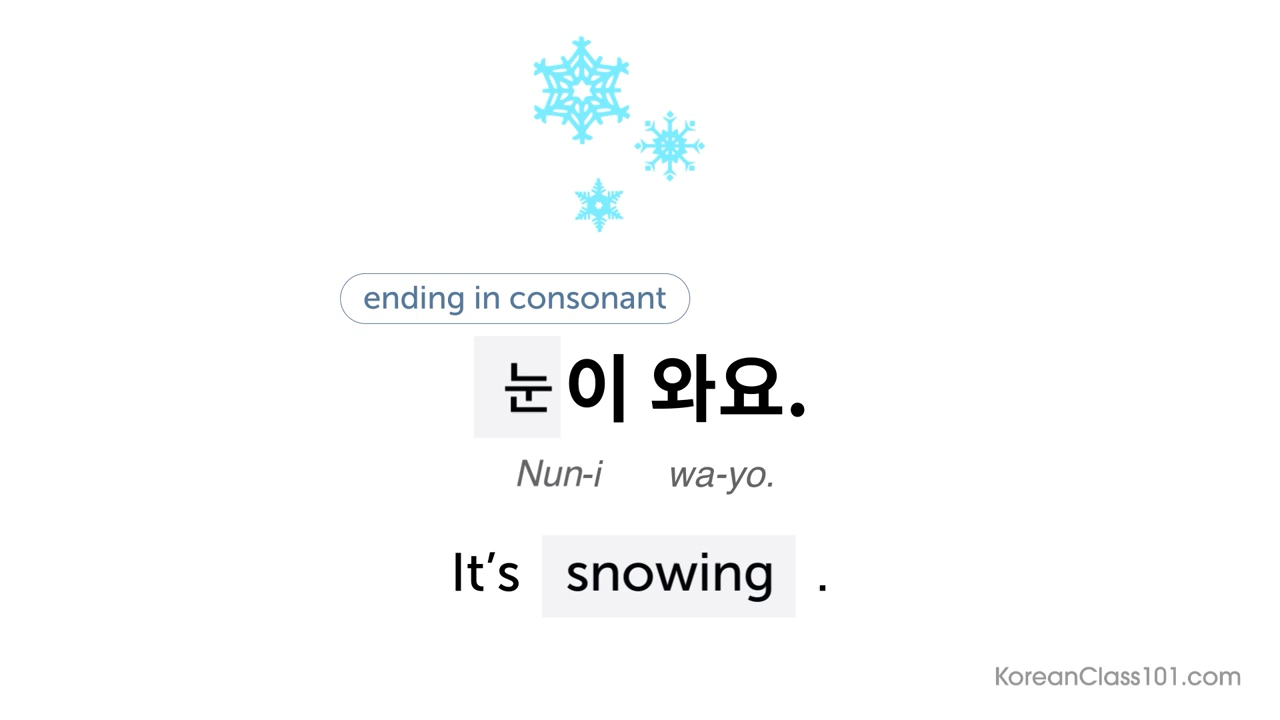 ending in consonant
눈이 와요.
Nun-i wa-yo.
It's snowing .
KoreanClass101.com